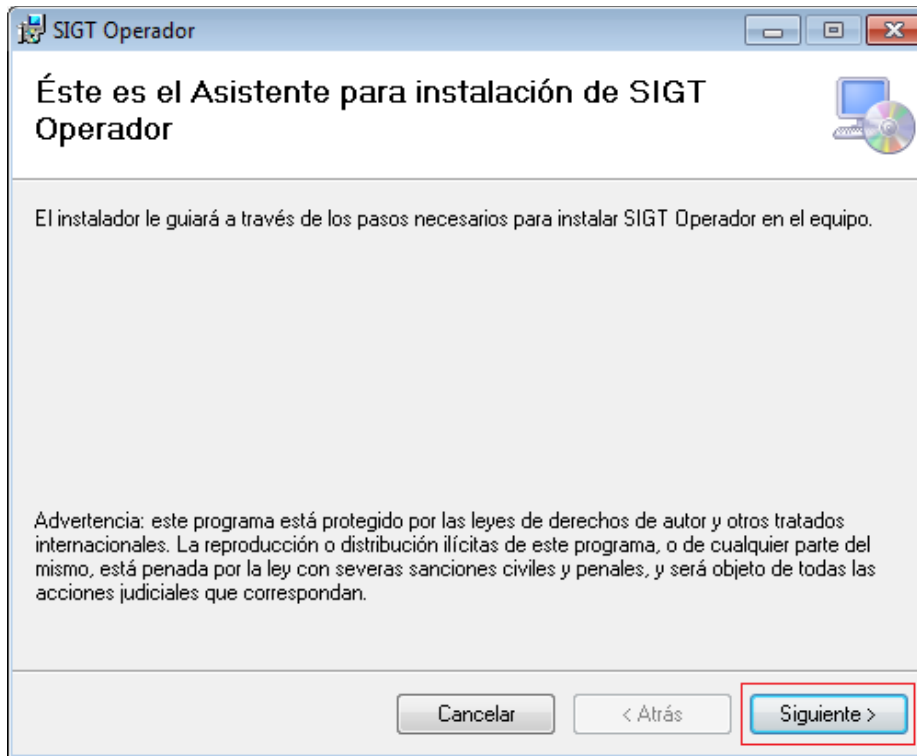 SIGT Operador
Éste es el Asistente para instalación de SIGT
Operador
El instalador le guiará a través de los pasos necesarios para instalar SIGT Operador en el equipo.
Advertencia: este programa está protegido por las leyes de derechos de autor y otros tratados
internacionales. La reproducción o distribución ilícitas de este programa, o de cualquier parte del
mismo, está penada por la ley con severas sanciones civiles y penales, y será objeto de todas las
acciones judiciales que correspondan.
Cancelar
< Atrás
Siguiente >